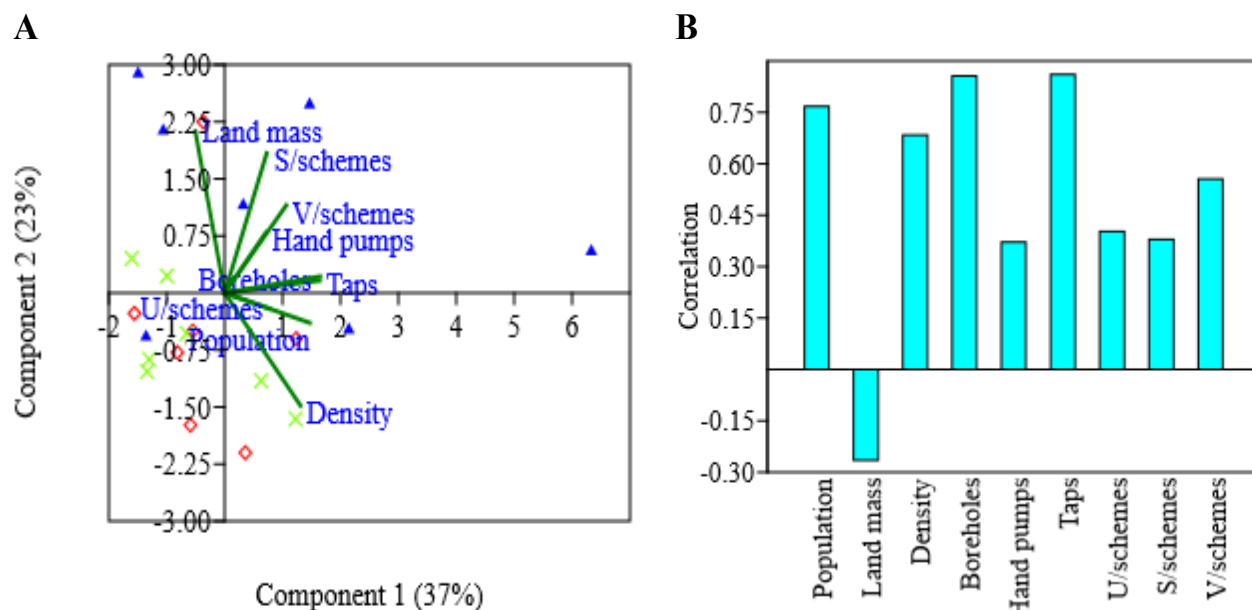 A
Component 2 (23%)
3.00
2.25
1.50
0.75
-0.75
-1.50
-2.25
-3.00
-2
-1
1
2
3
4
5
6
Land mass
S/schemes
V/schemes
Hand pumps
Boreholes
Taps
U/schemes
Population
Density
Component 1 (37%)
B
Correlation
0.75
0.60
0.45
0.30
0.15
-0.15
-0.30
Population
Land mass
Density
Boreholes
Hand pumps
Taps
U/schemes
S/schemes
V/schemes